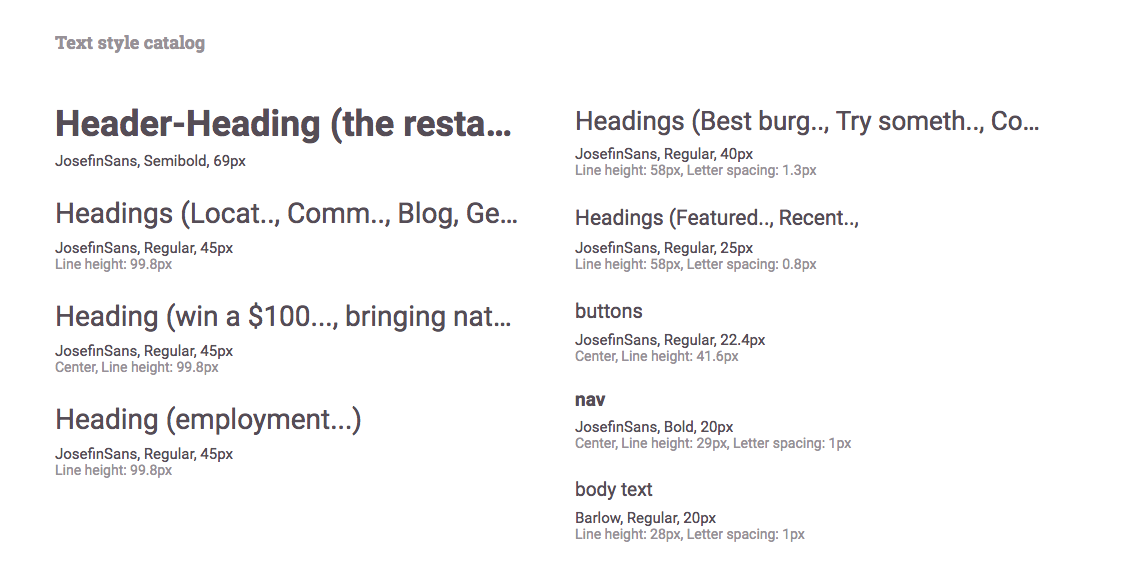 Text style catalog
Header-Heading (the resta...
JosefinSans, Semibold, 69px
Headings (Locat.., Comm.., Blog, Ge...
JosefinSans, Regular, 45px
Line height: 99.8px
Heading (win a $100..., bringing nat...
JosefinSans, Regular, 45px
Center, Line height: 99.8px
Heading (employment...)
JosefinSans, Regular, 45px
Line height: 99.8px
Headings (Best burg.., Try someth.., Co...
JosefinSans, Regular, 40px
Line height: 58px, Letter spacing: 1.3px
Headings (Featured.., Recent..,
JosefinSans, Regular, 25px
Line height: 58px, Letter spacing: 0.8px
buttons
JosefinSans, Regular, 22.4px
Center, Line height: 41.6px
nav
JosefinSans, Bold, 20px
Center, Line height: 29px, Letter spacing: 1px
body text
Barlow, Regular, 20px
Line height: 28px, Letter spacing: 1px